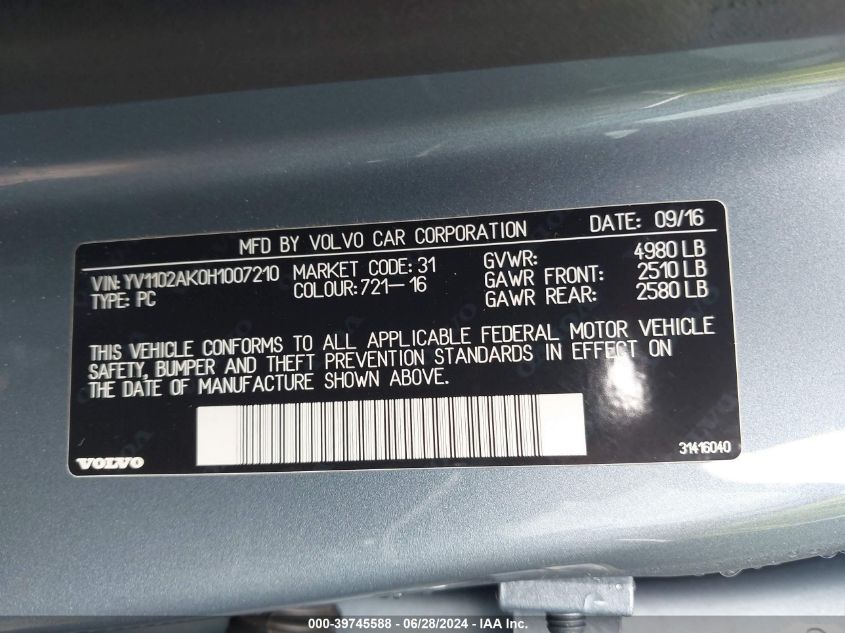 MFD BY VOLVO CAR CORPORATION DATE: 09/16
VIN: YV1102AK0H1007210 MARKET CODE: 31 GVWR: 4980 LB
TYPE: PC COLOUR: 721-16 GAWR FRONT: 2510 LB
GAWR REAR: 2580 LB
THIS VEHICLE CONFORMS TO ALL APPLICABLE FEDERAL MOTOR VEHICLE
SAFETY, BUMPER AND THEFT PREVENTION STANDARDS IN EFFECT ON
THE DATE OF MANUFACTURE SHOWN ABOVE.
VOLVO 31416040
000-39745588 - 06/28/2024 - IAA Inc.